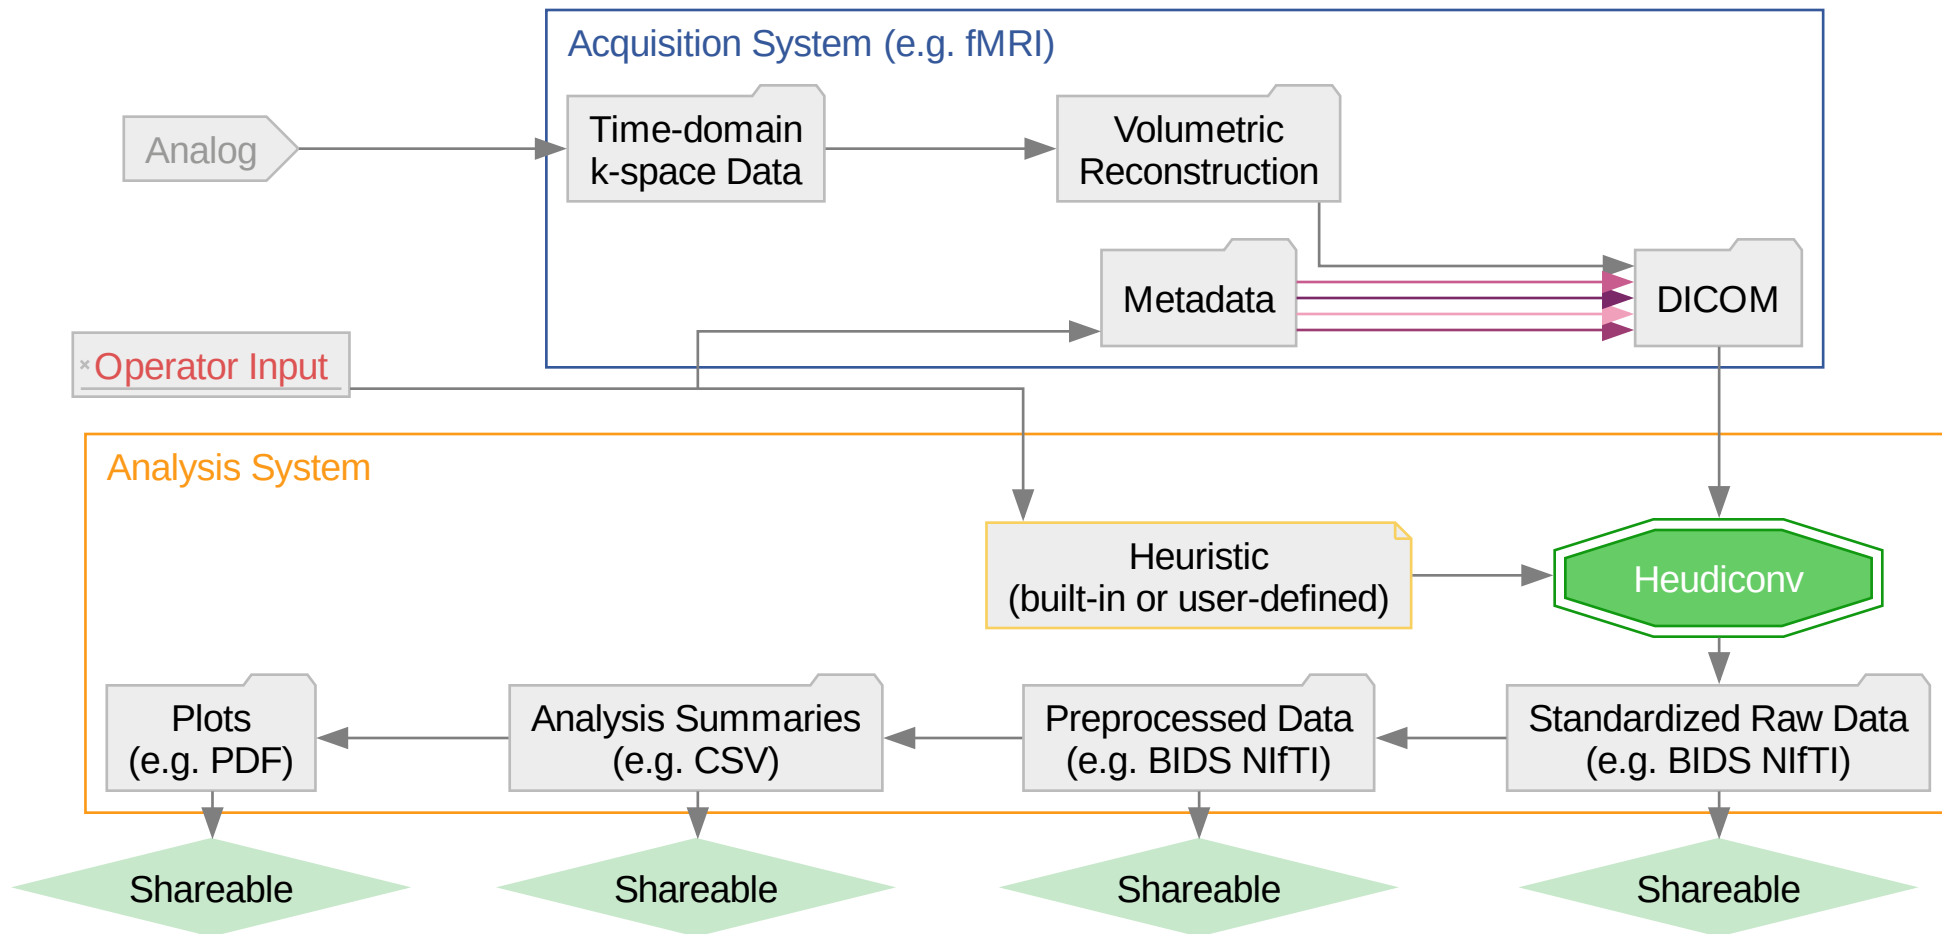 Acquisition System (e.g. fMRI)
Analog
Time-domain
k-space Data
Volumetric
Reconstruction
Metadata
DICOM
Operator Input
Analysis System
Heuristic
(built-in or user-defined)
Heudiconv
Plots
(e.g. PDF)
Analysis Summaries
(e.g. CSV)
Preprocessed Data
(e.g. BIDS NIfTI)
Standardized Raw Data
(e.g. BIDS NIfTI)
Shareable
Shareable
Shareable
Shareable